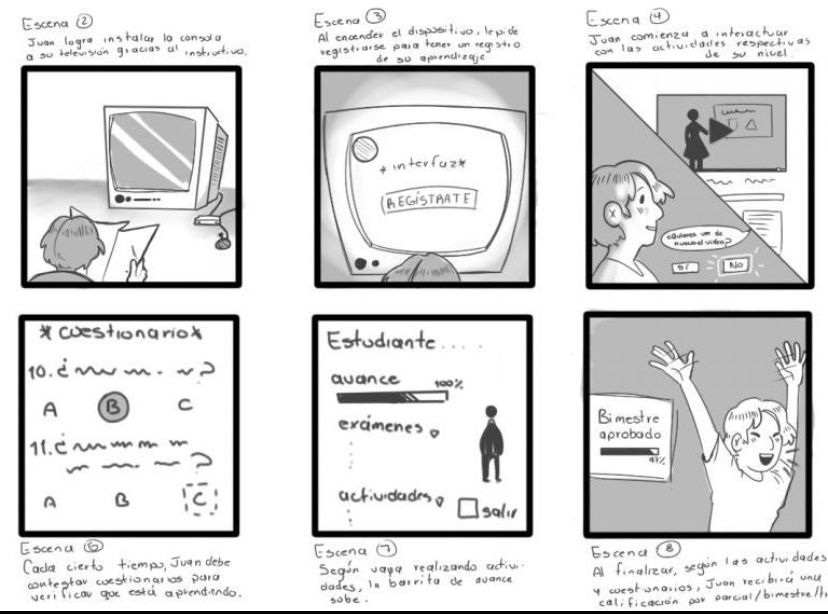 Escena ②
Juan logra instalar la consola
a su televisión gracias al instructivo.
Escena ③
Al encender el dispositivo, le pide
registrarse para tener un registro
de su aprendizaje
Escena ④
Juan comienza a interactuar
con las actividades respectivas
de su nivel
* interfaz*
REGÍSTRATE
¿Quieres ver de
nuevo el video?
SÍ
NO
* Cuestionario*
10. ¿
?
A
B
C
11. ¿
?
A
B
C
Estudiante ....
avance
100%
exámenes
actividades
salir
Bimestre
aprobado
97%
Escena ⑥
Cada cierto tiempo, Juan debe
contestar cuestionarios para
verificar que está aprendiendo.
Escena ⑦
Según vaya realizando activi-
dades, la barrita de avance
sube.
Escena ⑧
Al finalizar, según las actividades
y cuestionarios, Juan recibirá una
calificación por parcial/bimestre/